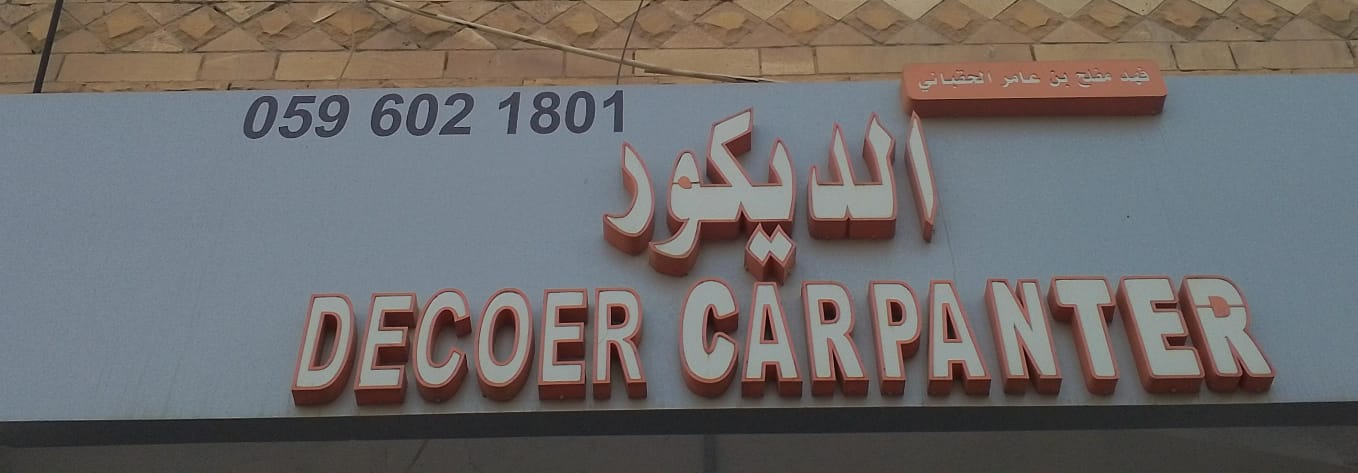 فهد مفلح بن عامر الحقباني
059 602 1801
الديكور
DECOER CARPANTER